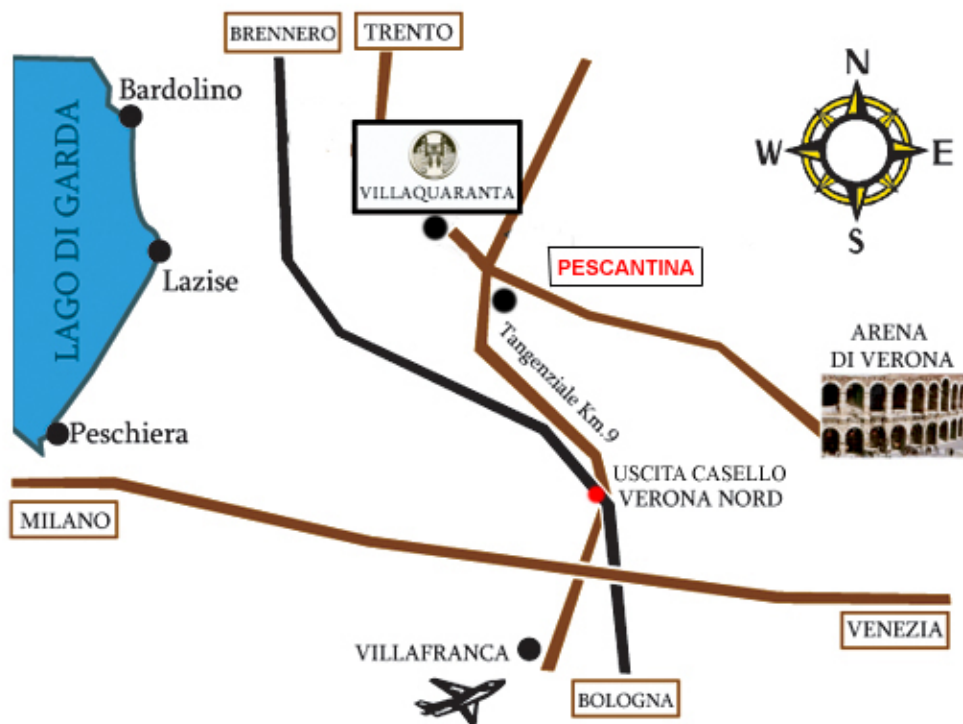 BRENNERO
TRENTO
N
W
E
S
Bardolino
LAGO DI GARDA
VILLAQUARANTA
Lazise
PESCANTINA
ARENA
DI VERONA
Tangenziale Km.9
Peschiera
USCITA CASELLO
VERONA NORD
MILANO
VENEZIA
VILLAFRANCA
BOLOGNA